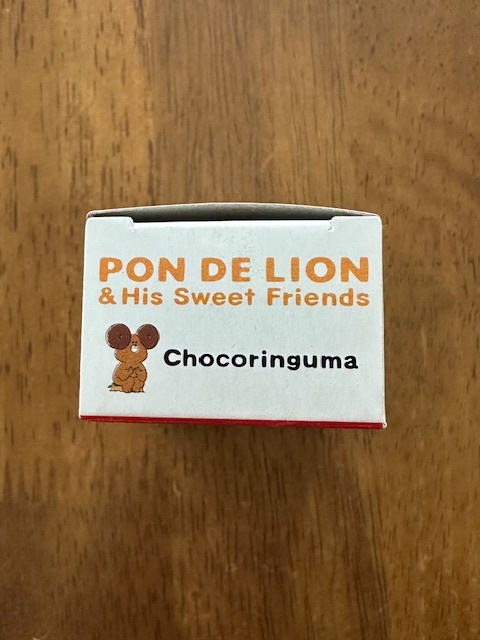 PON DE LION
& His Sweet Friends
Chocoringuma